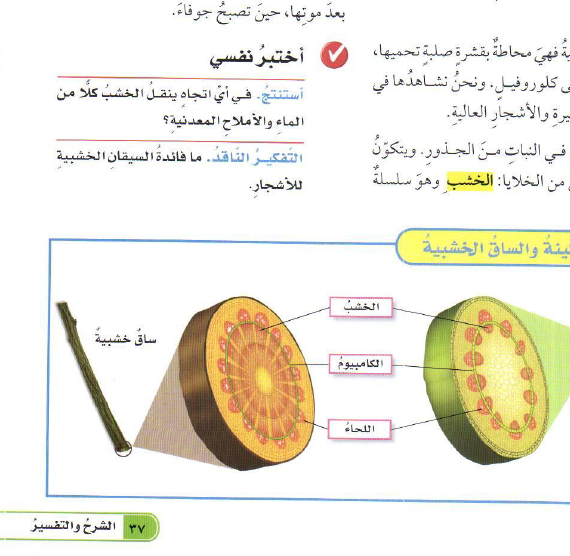 ةُ فهيَ محاطةٌ بقشرةٍ صلبةٍ تحميها،
ى كلوروفيلٍ. ونحنُ نشاهدُها في
والأشجارِ العاليةِ.
في النباتِ منَ الجذورِ. ويتكوّنُ
من الخلايا: الخشبِ وهوَ سلسلةٌ
بعدَ موتِها، حينَ تصبحُ جوفاءَ.
أختبرُ نفسي
أستنتجُ. في أيِّ اتجاهٍ ينقلُ الخشبُ كلًّا من
الماءِ والأملاحِ المعدنيةِ؟
التفكيرُ الناقدُ. ما فائدةُ السيقانِ الخشبيةِ
للأشجارِ.
والساقُ الخشبيةُ
الخشبُ
الكامبيومُ
اللحاءُ
ساقٌ خشبيةٌ
٣٧ الشرحُ والتفسيرُ